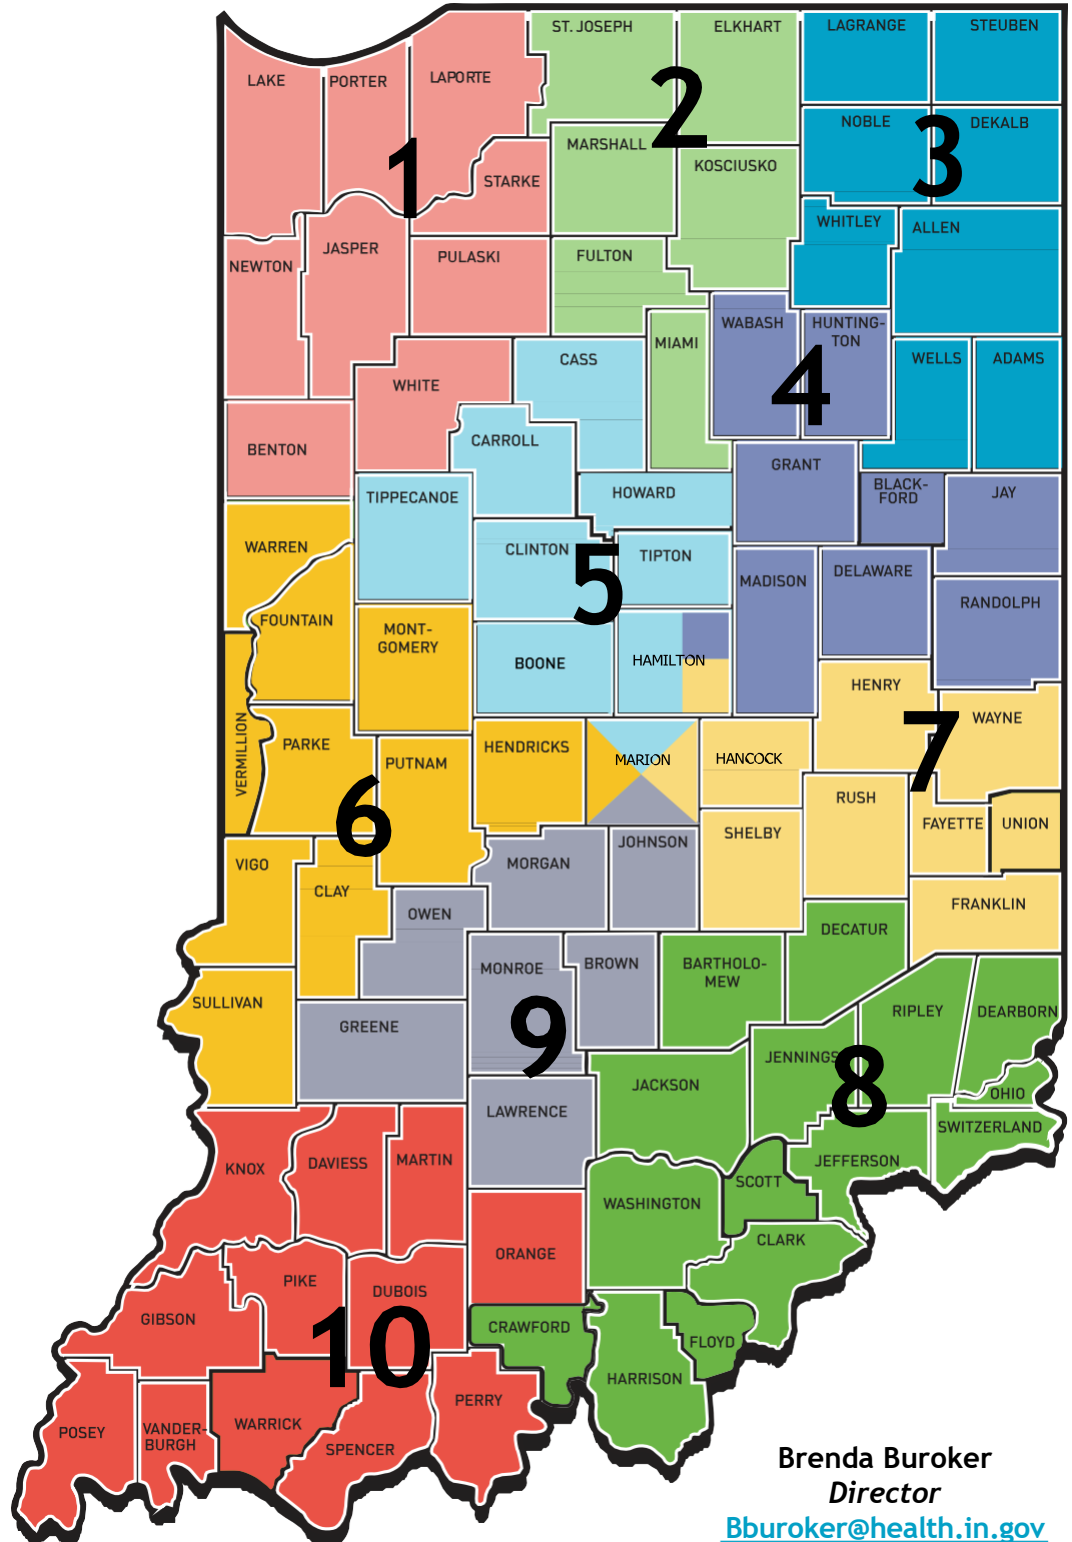 ST. JOSEPH
ELKHART
LAGRANGE
STEUBEN
LAKE
PORTER
LAPORTE
2
NOBLE
DEKALB
MARSHALL
3
1
KOSCIUSKO
STARKE
WHITLEY
ALLEN
NEWTON
JASPER
PULASKI
FULTON
WABASH
HUNTING-
TON
MIAMI
CASS
4
WELLS
ADAMS
WHITE
BENTON
CARROLL
GRANT
TIPPECANOE
HOWARD
BLACK-
FORD
JAY
WARREN
CLINTON
5
TIPTON
MADISON
DELAWARE
RANDOLPH
FOUNTAIN
MONT-
GOMERY
BOONE
HAMILTON
HENRY
WAYNE
VERMILLION
PARKE
PUTNAM
HENDRICKS
MARION
HANCOCK
7
RUSH
6
SHELBY
FAYETTE
UNION
VIGO
CLAY
MORGAN
JOHNSON
OWEN
FRANKLIN
DECATUR
SULLIVAN
MONROE
BROWN
BARTHOLO-
MEW
RIPLEY
DEARBORN
GREENE
9
JENNINGS
8
JACKSON
OHIO
LAWRENCE
SWITZERLAND
KNOX
DAVIESS
MARTIN
JEFFERSON
SCOTT
WASHINGTON
ORANGE
CLARK
PIKE
DUBOIS
GIBSON
10
CRAWFORD
FLOYD
HARRISON
PERRY
POSEY
VANDER-
BURGH
WARRICK
SPENCER
Brenda Buroker
Director
Bburoker@health.in.gov